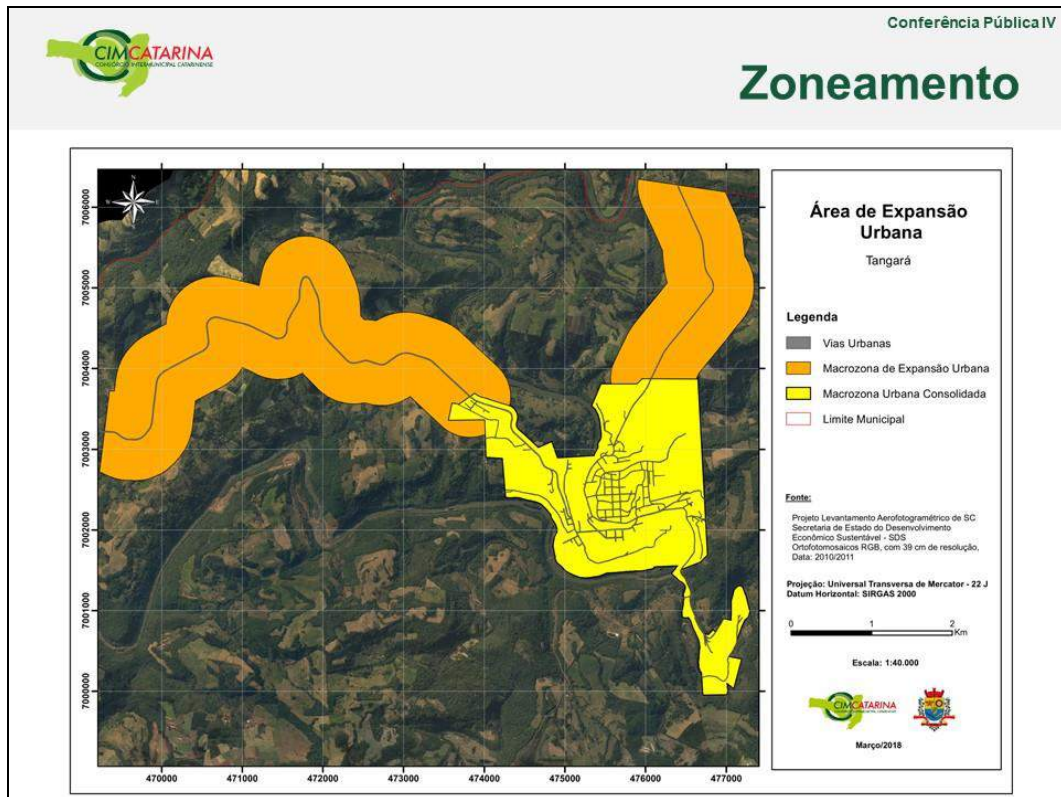 Conferência Pública IV
CIMCATARINA
CONSÓRCIO INTERMUNICIPAL CATARINENSE
Zoneamento
N
7006000
7005000
7004000
7003000
7002000
7001000
7000000
470000 471000 472000 473000 474000 475000 476000 477000
Área de Expansão
Urbana
Tangará
Legenda
Vias Urbanas
Macrozona de Expansão Urbana
Macrozona Urbana Consolidada
Limite Municipal
Fonte:
Projeto Levantamento Aerofotogramétrico de SC
Secretaria de Estado do Desenvolvimento
Econômico Sustentável - SDS
Ortofotomosaicos RGB, com 39 cm de resolução,
Data: 2010/2011
Projeção: Universal Transversa de Mercator - 22 J
Datum Horizontal: SIRGAS 2000
0 1 2
Km
Escala: 1:40.000
CIMCATARINA
Março/2018